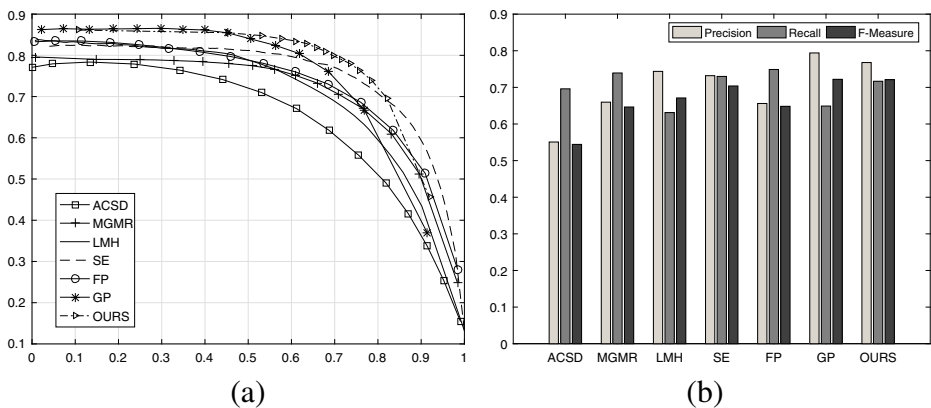 0.9
0.8
0.7
0.6
0.5
0.4
0.3
0.2
0.1
0 0.1 0.2 0.3 0.4 0.5 0.6 0.7 0.8 0.9 1
ACSD
MGMR
LMH
SE
FP
GP
OURS
(a)
0.9
0.8
0.7
0.6
0.5
0.4
0.3
0.2
0.1
0
Precision Recall F-Measure
ACSD MGMR LMH SE FP GP OURS
(b)